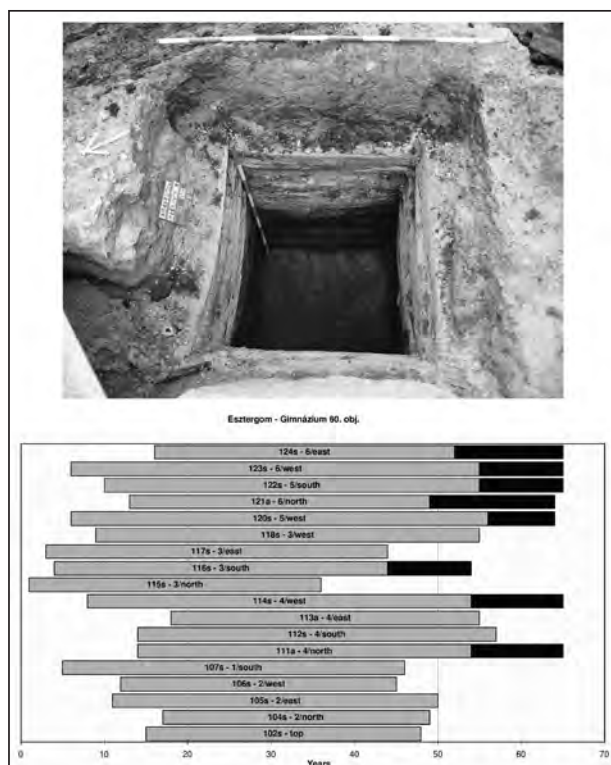 Esztergom - Gimnázium 60. obj.
124s - 6/east
123s - 6/west
122s - 5/south
121a - 6/north
120s - 5/west
118s - 3/west
117s - 3/east
116s - 3/south
115s - 3/north
114s - 4/west
113a - 4/east
112s - 4/south
111a - 4/north
107s - 1/south
106s - 2/west
105s - 2/east
104s - 2/north
102s - top
0 10 20 30 40 50 60 70
Years